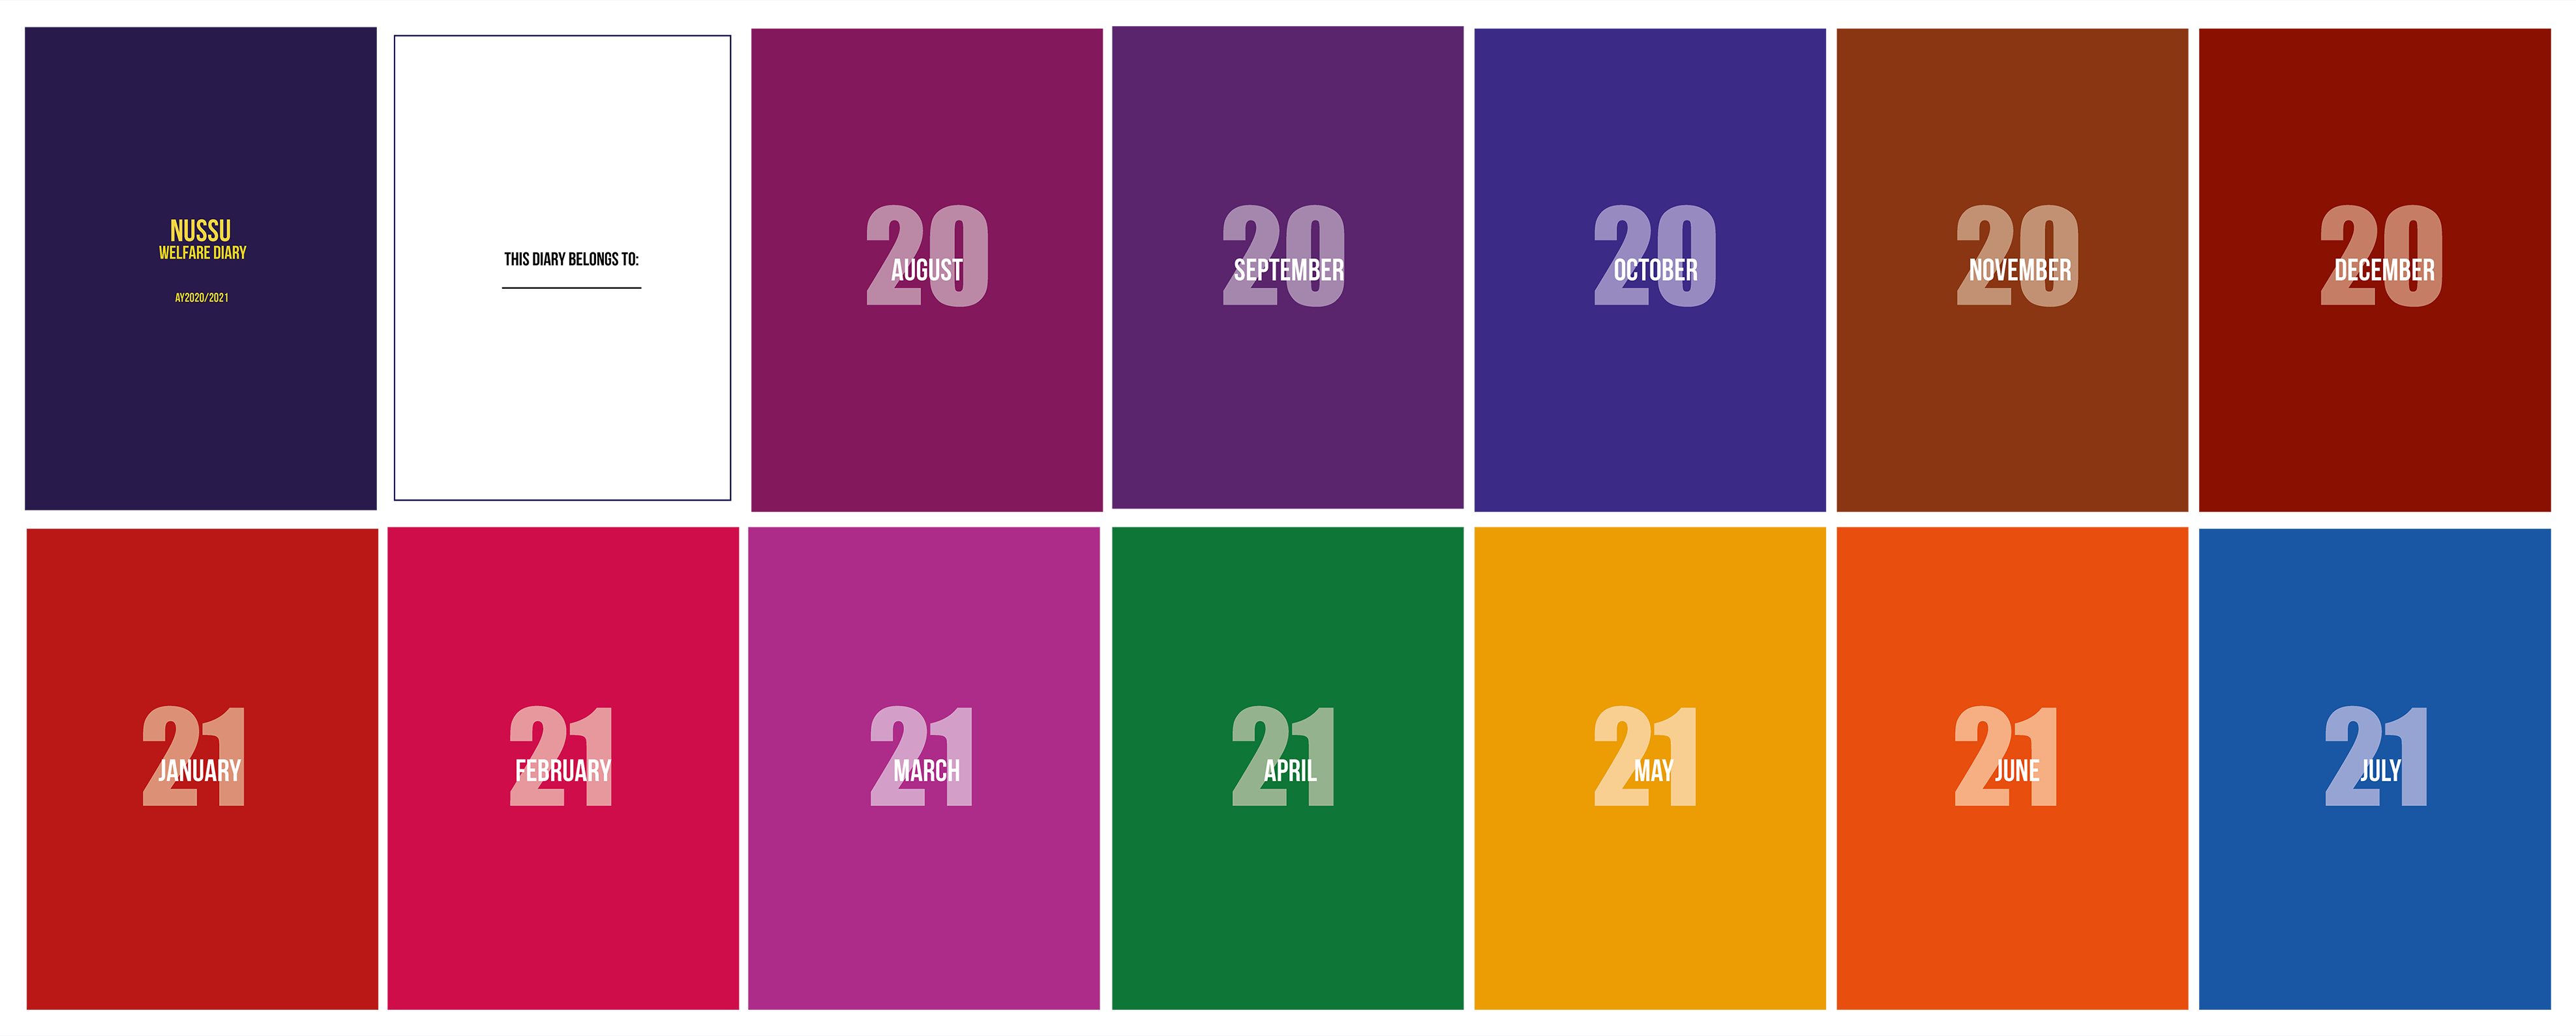 NUSSU
WELFARE DIARY
AY2020/2021
THIS DIARY BELONGS TO:
20
AUGUST
20
SEPTEMBER
20
OCTOBER
20
NOVEMBER
20
DECEMBER
21
JANUARY
21
FEBRUARY
21
MARCH
21
APRIL
21
MAY
21
JUNE
21
JULY